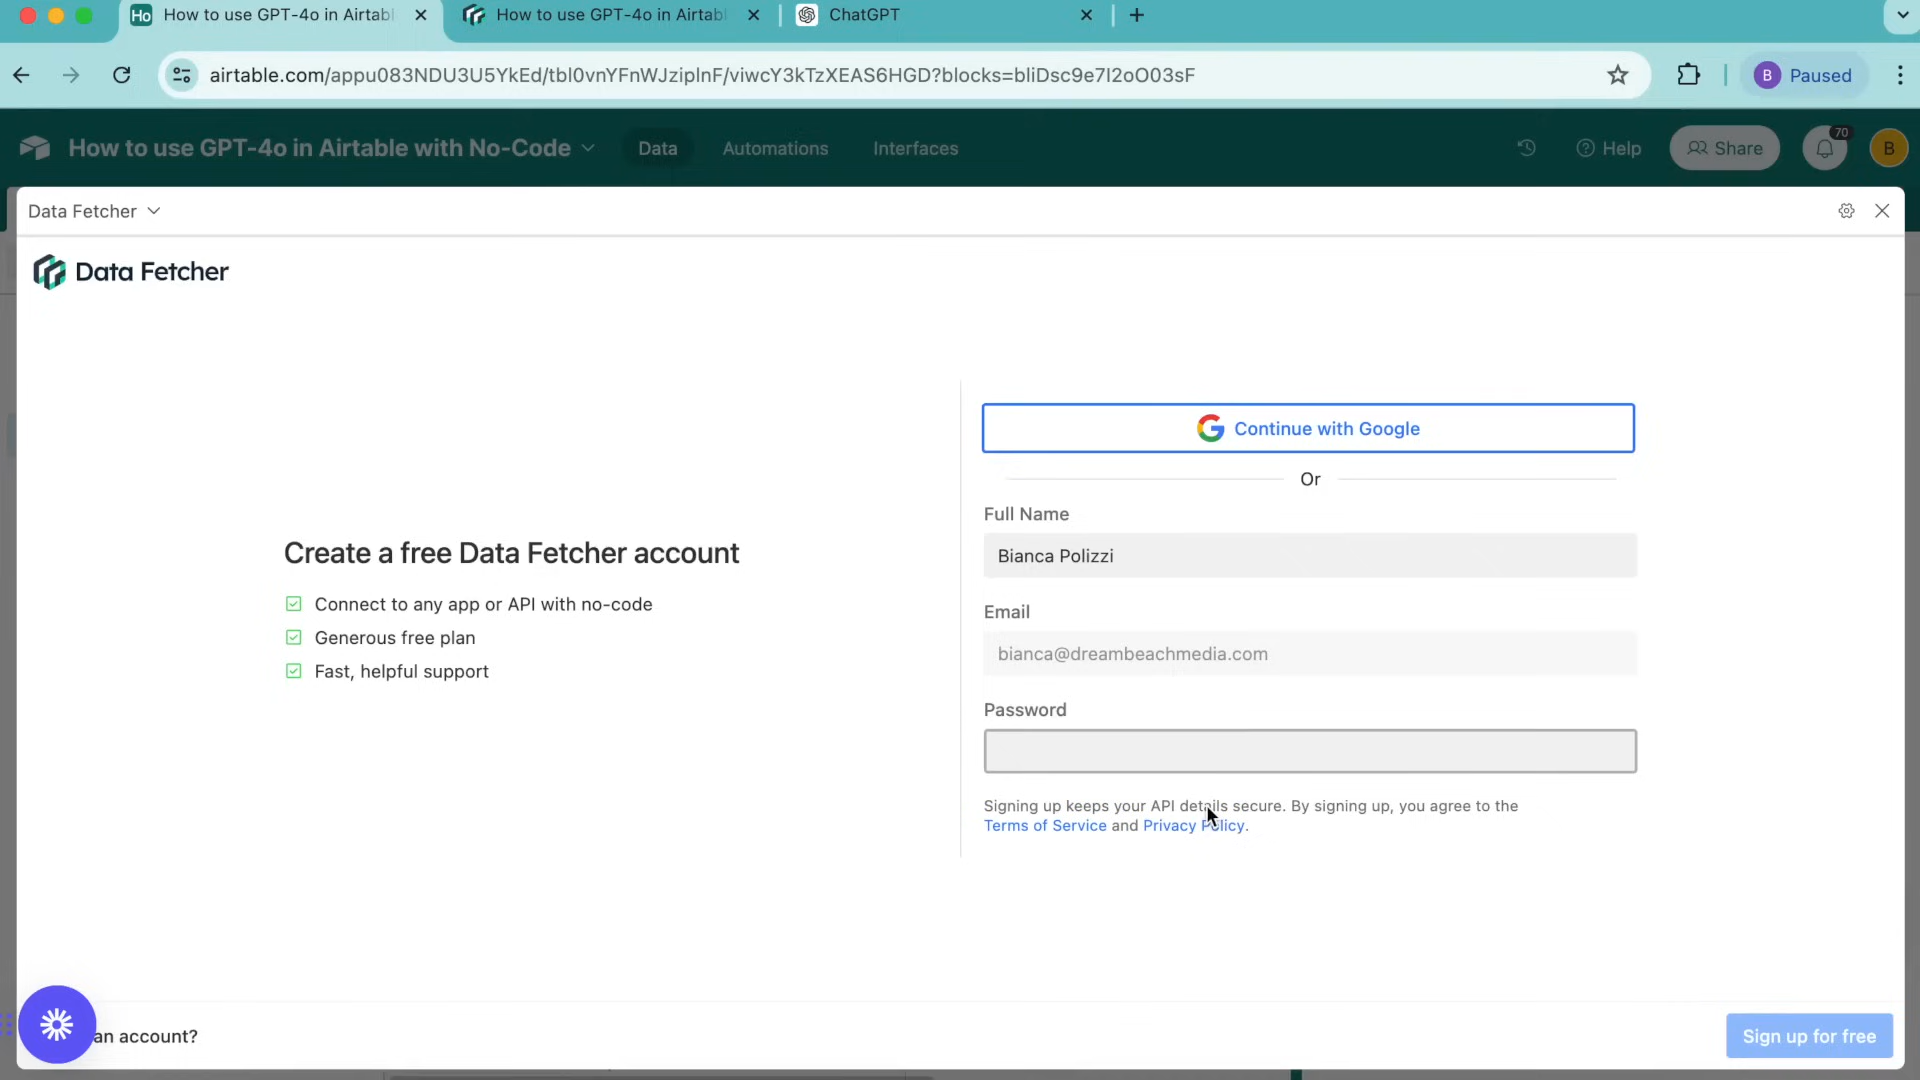 Ho How to use GPT-4o in Airtabl
How to use GPT-4o in Airtabl
ChatGPT
airtable.com/appu083NDU3U5YkEd/tbl0vnYFnWJziplnF/viwcY3kTzXEAS6HGD?blocks=bliDsc9e7I2oO03sF
B Paused
How to use GPT-4o in Airtable with No-Code
Data
Automations
Interfaces
Help
Share
70
B
Data Fetcher
Data Fetcher
Continue with Google
Or
Full Name
Bianca Polizzi
Email
bianca@dreambeachmedia.com
Password
Signing up keeps your API details secure. By signing up, you agree to the
Terms of Service and Privacy Policy.
Create a free Data Fetcher account
Connect to any app or API with no-code
Generous free plan
Fast, helpful support
an account?
Sign up for free